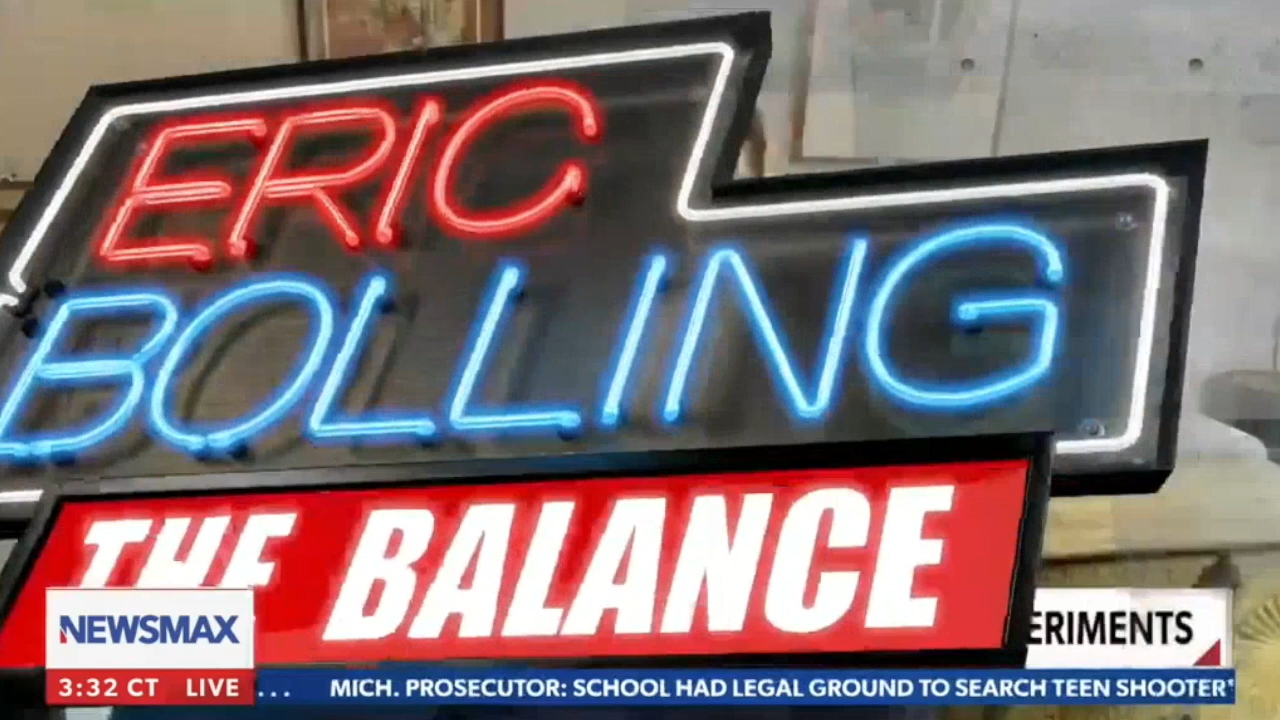 ERIC
BOLLING
THE BALANCE
ERIMENTS
NEWSMAX
3:32 CT LIVE
... MICH. PROSECUTOR: SCHOOL HAD LEGAL GROUND TO SEARCH TEEN SHOOTER'